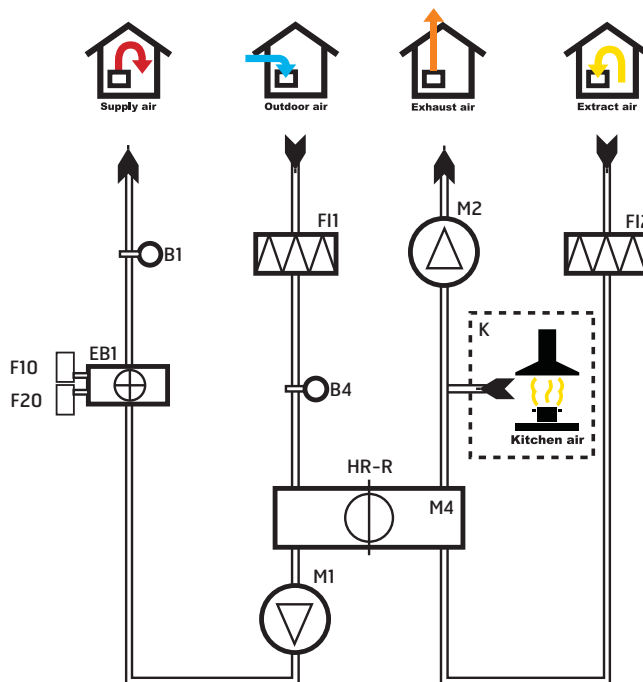 Supply air
Outdoor air
Exhaust air
Extract air
M2
FI1
FI2
B1
K
EB1
F10
F20
B4
Kitchen air
HR-R
M4
M1